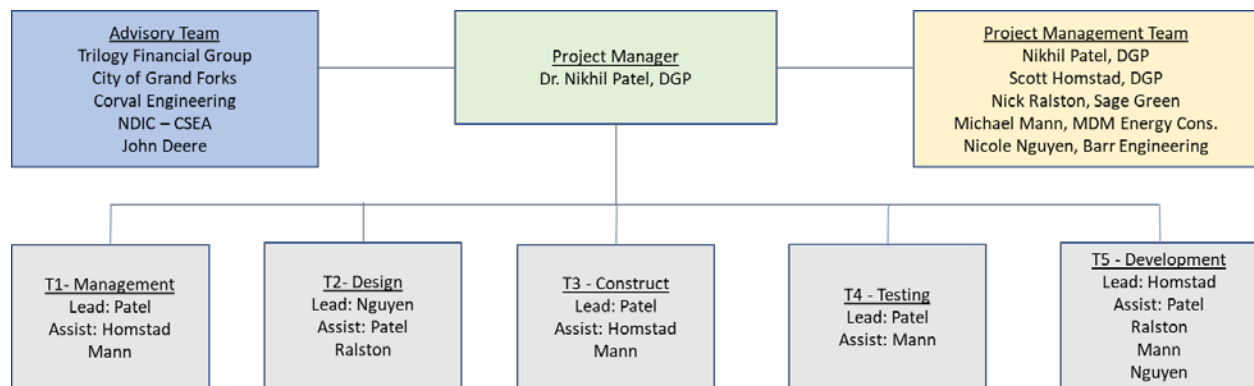 Advisory Team
Trilogy Financial Group
City of Grand Forks
Corval Engineering
NDIC – CSEA
John Deere
Project Manager
Dr. Nikhil Patel, DGP
Project Management Team
Nikhil Patel, DGP
Scott Homstad, DGP
Nick Ralston, Sage Green
Michael Mann, MDM Energy Cons.
Nicole Nguyen, Barr Engineering
T1- Management
Lead: Patel
Assist: Homstad
Mann
T2- Design
Lead: Nguyen
Assist: Patel
Ralston
T3 - Construct
Lead: Patel
Assist: Homstad
Mann
T4 - Testing
Lead: Patel
Assist: Mann
T5 - Development
Lead: Homstad
Assist: Patel
Ralston
Mann
Nguyen